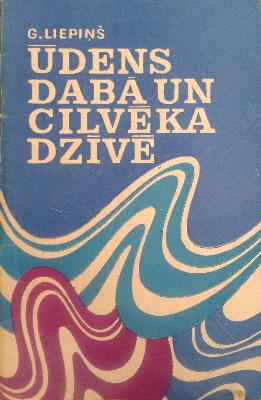 G. LIEPIŅŠ
ŪDENS
DABĀ UN
CILVĒKA
DZĪVĒ